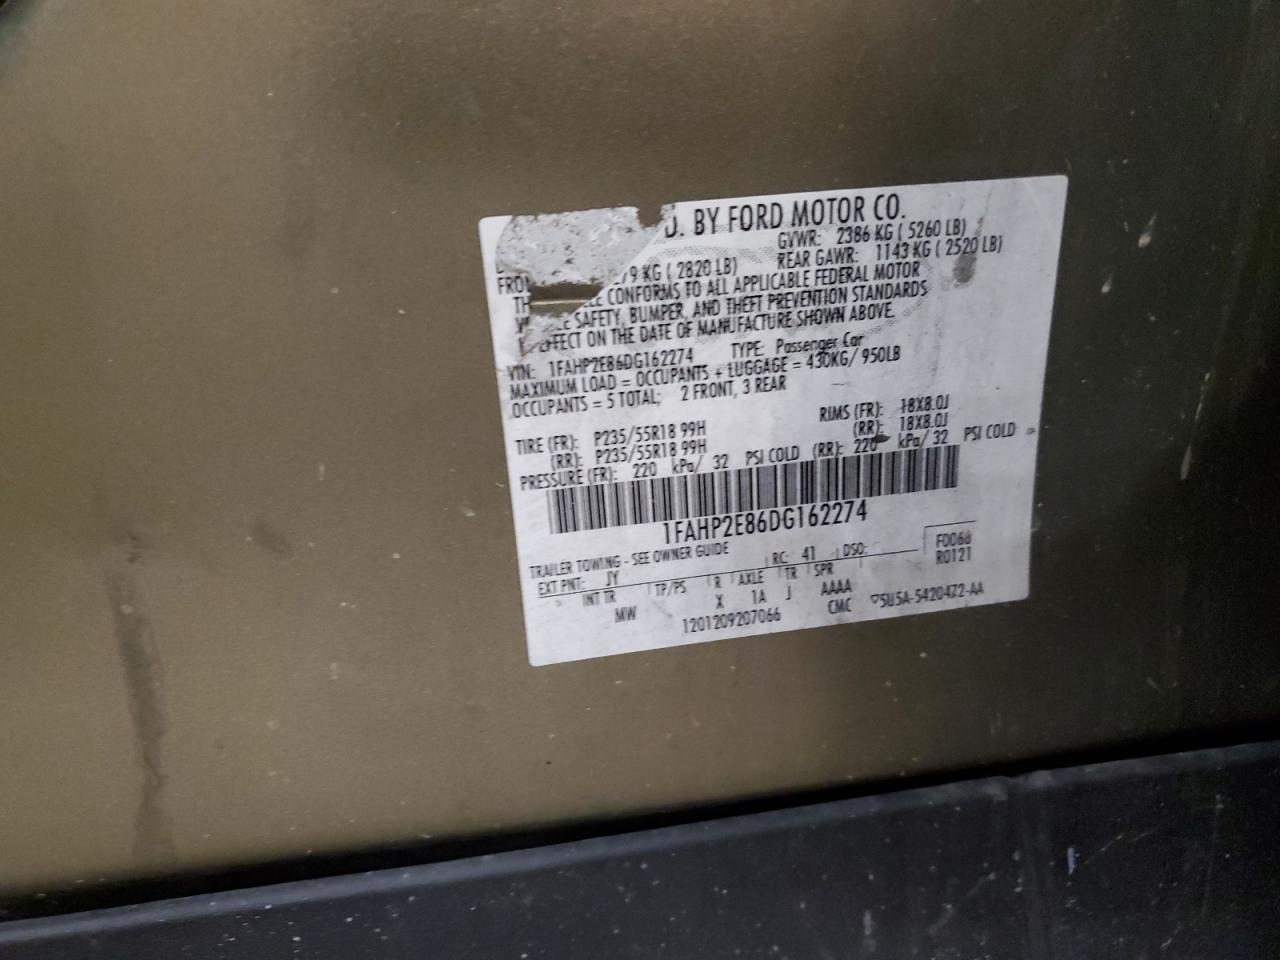 D. BY FORD MOTOR CO.
GVWR: 2386 KG ( 5260 LB)
9 KG ( 2820 LB) REAR GAWR: 1143 KG ( 2520 LB)
CONFORMS TO ALL APPLICABLE FEDERAL MOTOR
SAFETY, BUMPER, AND THEFT PREVENTION STANDARDS
EFFECT ON THE DATE OF MANUFACTURE SHOWN ABOVE.
VIN: 1FAHP2E86DG162274 TYPE: Passenger Car
MAXIMUM LOAD = OCCUPANTS + LUGGAGE = 430KG/ 950LB
OCCUPANTS = 5 TOTAL; 2 FRONT, 3 REAR
TIRE (FR): P235/55R18 99H RIMS (FR): 18X8.0J
(RR): P235/55R18 99H (RR): 18X8.0J
PRESSURE (FR): 220 kPa/ 32 PSI COLD (RR): 220 kPa/ 32 PSI COLD
1FAHP2E86DG162274
TRAILER TOWING - SEE OWNER GUIDE F0068
EXT PNT: JY RC: 41 DSO: R0121
INT TR TP/PS R AXLE TR SPR
MW X 1A J AAAA
1201209207066 CMC 5U5A-5420472-AA